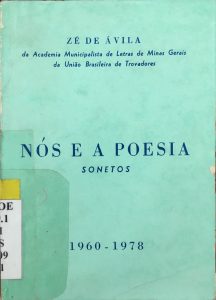 ZÉ DE ÁVILA
da Academia Municipalista de Letras de Minas Gerais
da União Brasileira de Trovadores
NÓS E A POESIA
SONETOS
1960-1978
OE